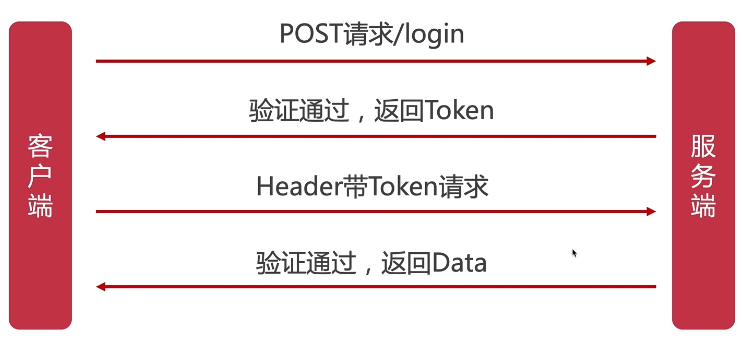 POST请求/login
验证通过，返回Token
Header带Token请求
验证通过，返回Data
客户端
服务端